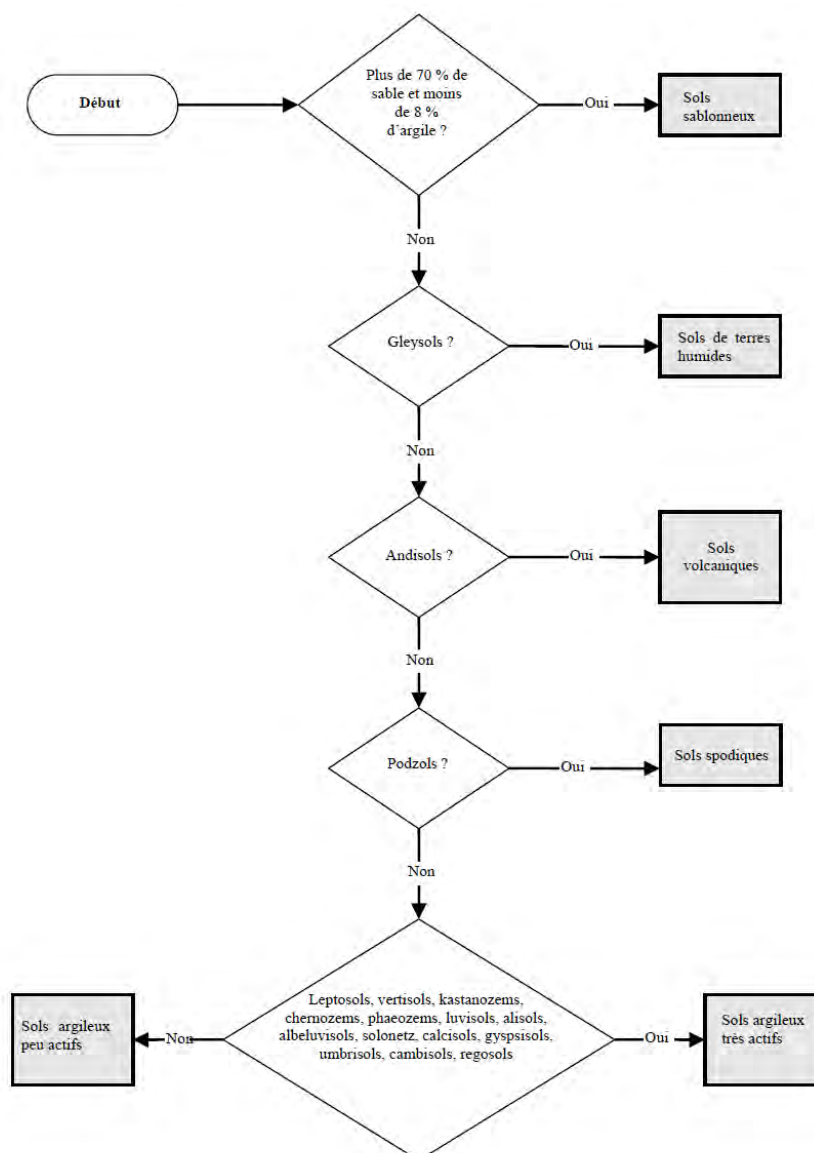 Début
Plus de 70 % de
sable et moins
de 8 %
d'argile ?
Oui
Sols
sablonneux
Non
Gleysols ?
Oui
Sols de terres
humides
Non
Andisols ?
Oui
Sols
volcaniques
Non
Podzols ?
Oui
Sols spodiques
Non
Leptosols, vertisols, kastanozems,
chernozems, phaeozems, luvisols, alisols,
albeluvisols, solonetz, calcisols, gyspsisols,
umbrisols, cambisols, regosols
Non
Sols argileux
peu actifs
Oui
Sols argileux
très actifs